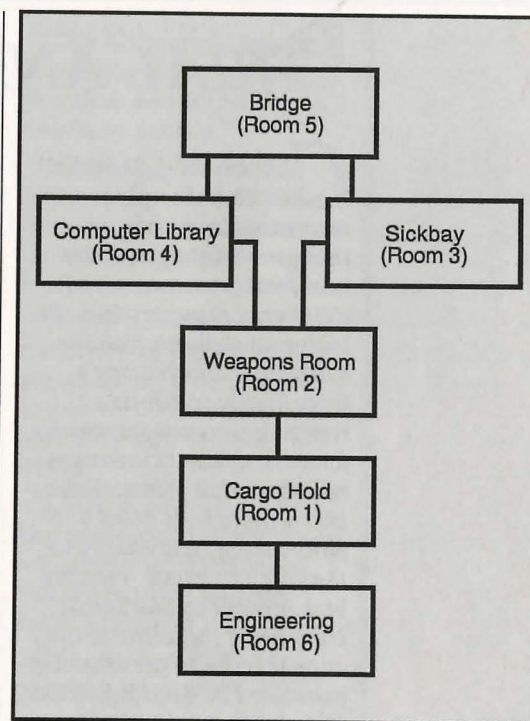 Bridge
(Room 5)
Computer Library
(Room 4)
Sickbay
(Room 3)
Weapons Room
(Room 2)
Cargo Hold
(Room 1)
Engineering
(Room 6)